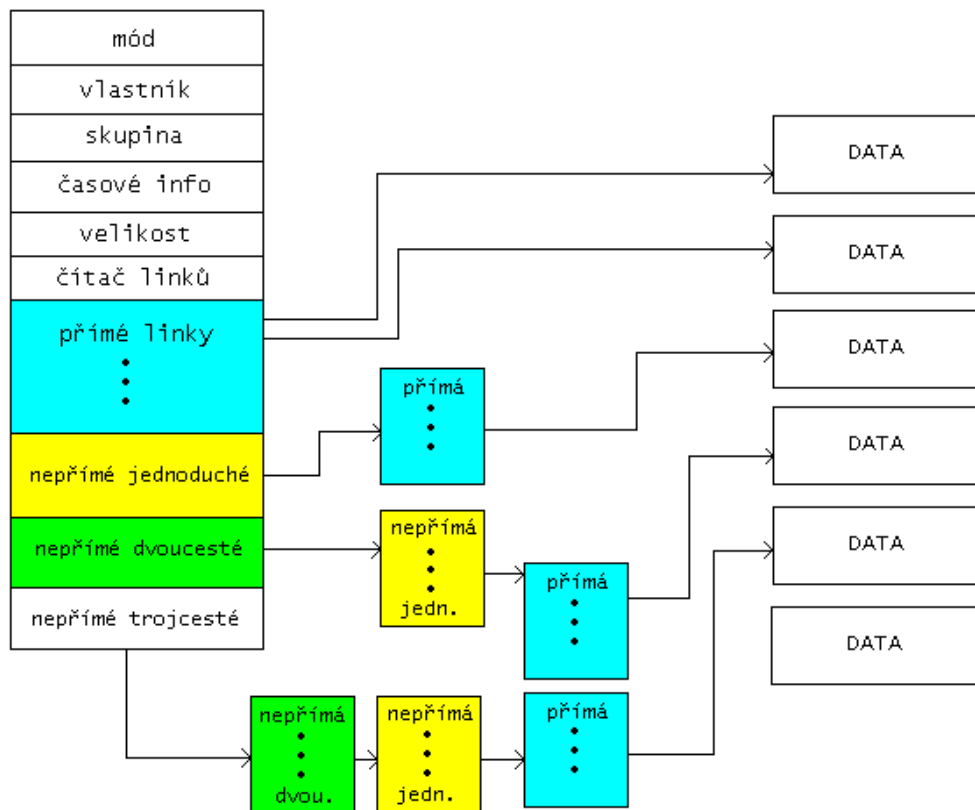 mód
vlastník
skupina
časové info
velikost
čítač linků
přímé linky
nepřímé jednoduché
nepřímé dvoucesté
nepřímé trojcesté
přímá
nepřímá
jedn.
přímá
nepřímá
dvou.
nepřímá
jedn.
přímá
DATA
DATA
DATA
DATA
DATA
DATA